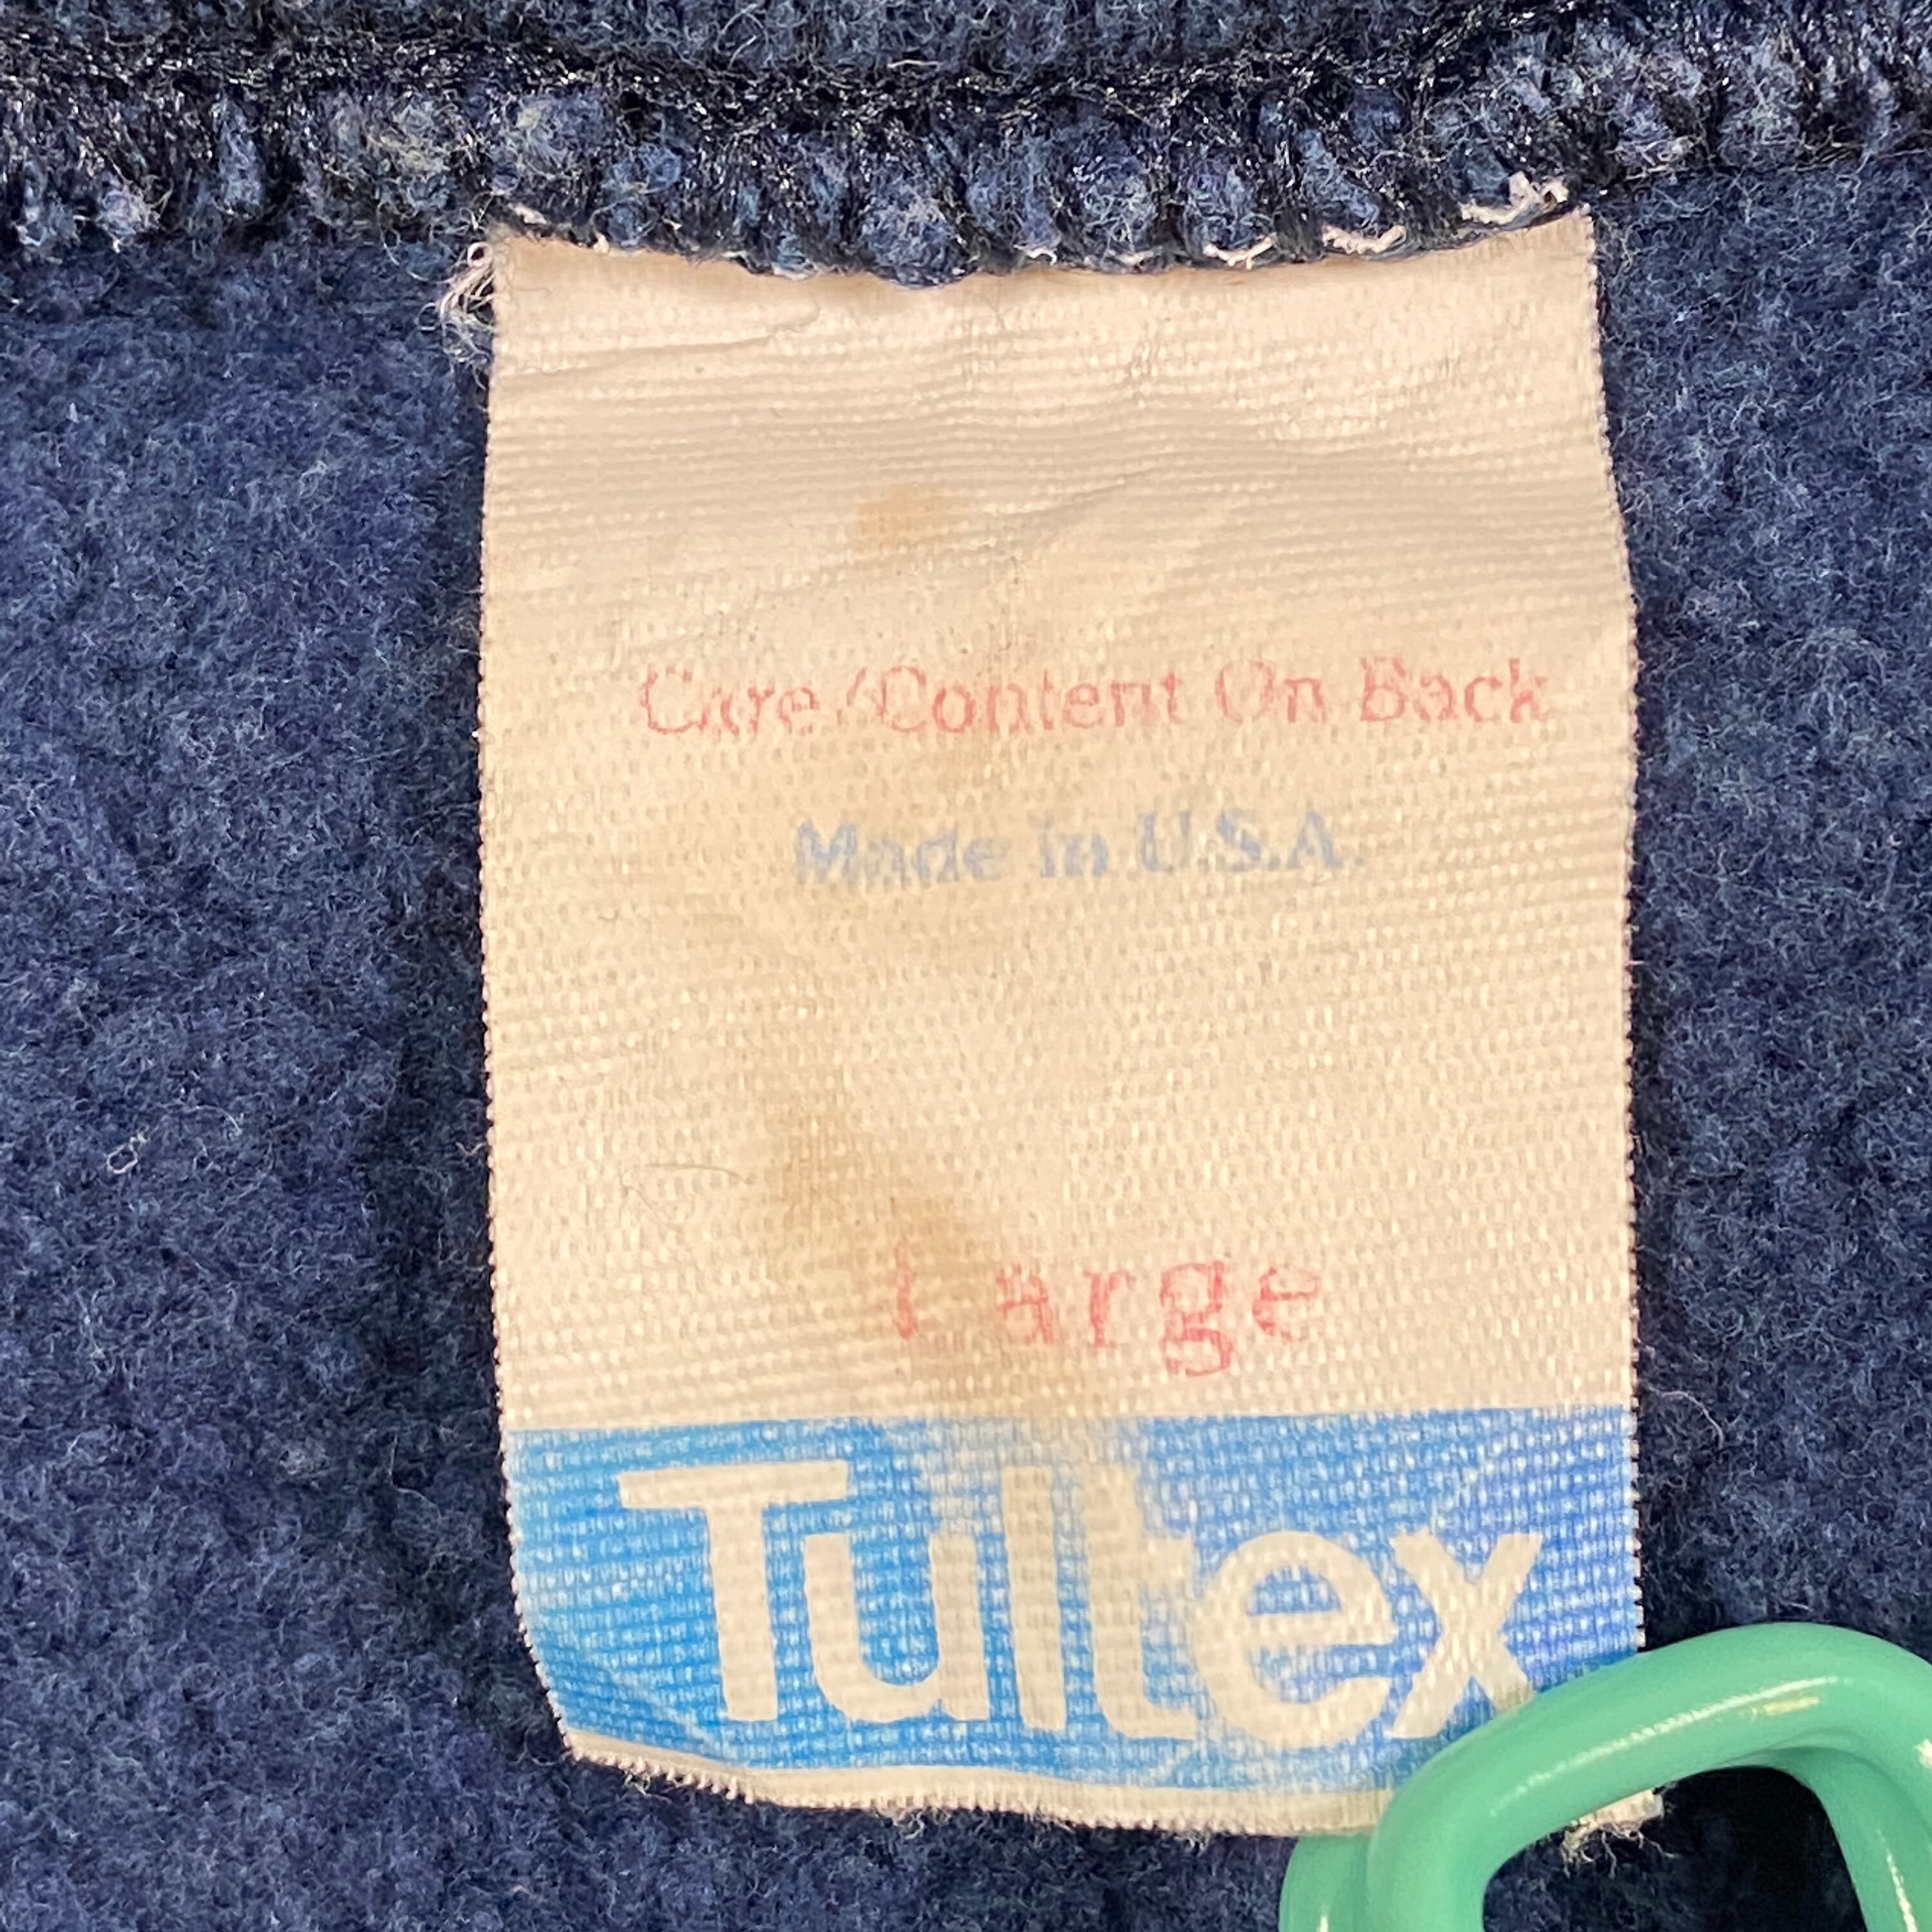 Care/Content On Back
Made in U.S.A.
Large
Tultex